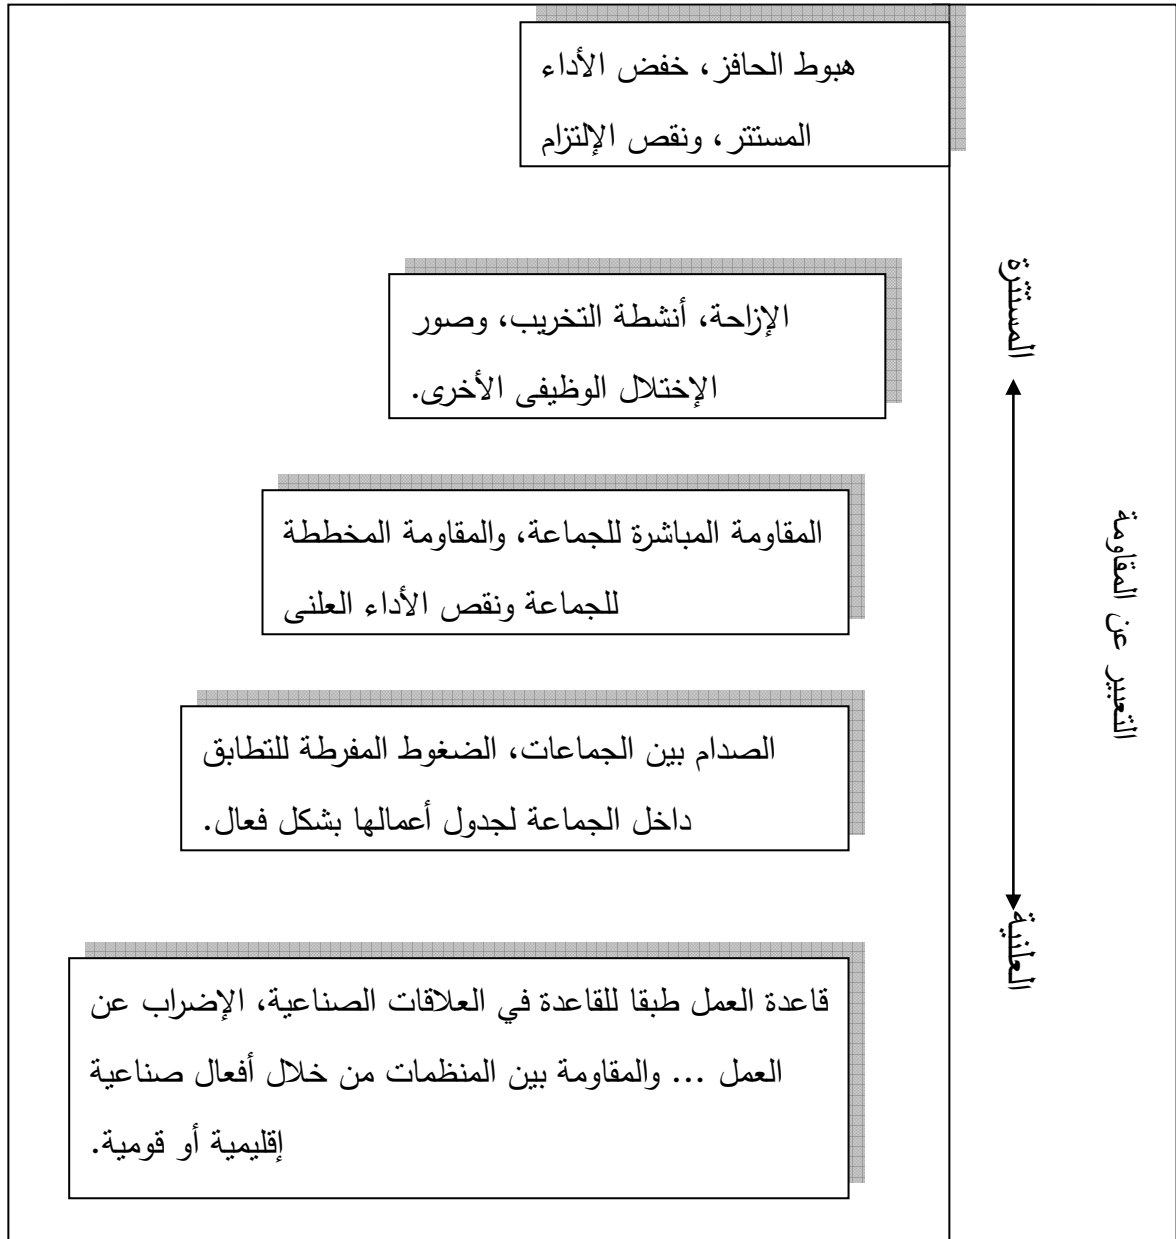 هبوط الحافز، خفض الأداء
المستتر، ونقص الإلتزام
المستترة
الإزاحة، أنشطة التخريب، وصور
الإختلال الوظيفى الأخرى.
التعبير عن المقاومة
المقاومة المباشرة للجماعة، والمقاومة المخططة
للجماعة ونقص الأداء العلنى
الصدام بين الجماعات، الضغوط المفرطة للتطابق
داخل الجماعة لجدول أعمالها بشكل فعال.
العلنية
قاعدة العمل طبقا للقاعدة في العلاقات الصناعية، الإضراب عن
العمل ... والمقاومة بين المنظمات من خلال أفعال صناعية
إقليمية أو قومية.